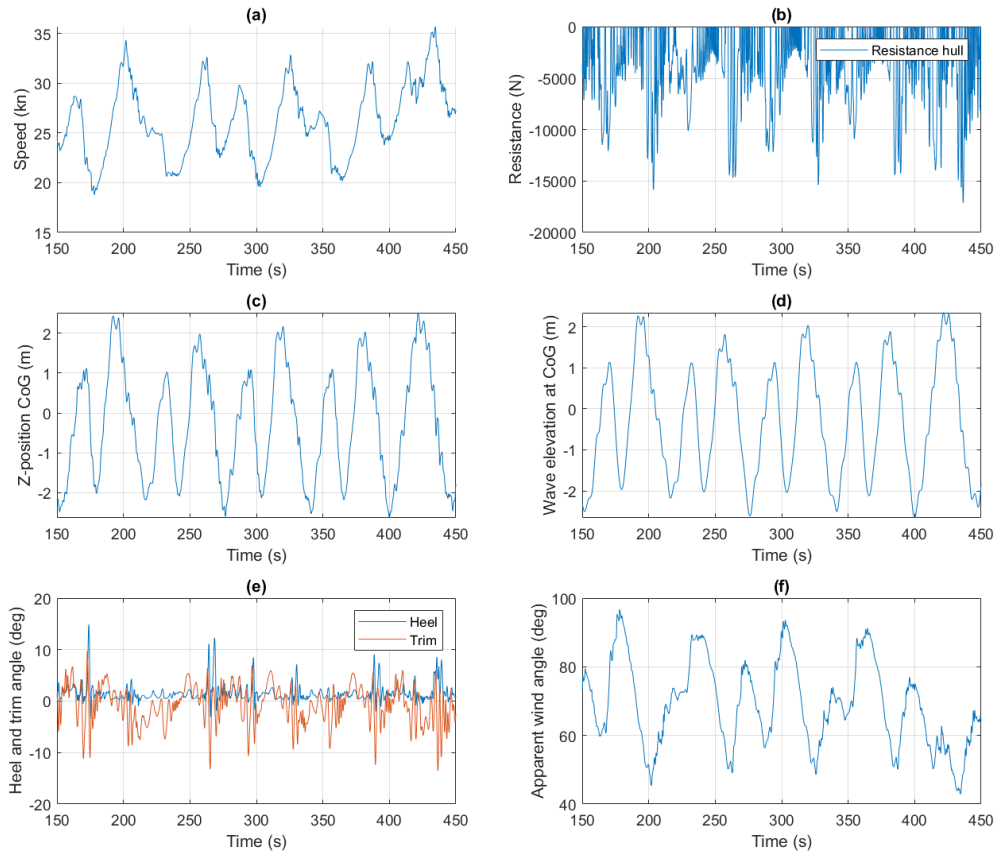 (a)
35
30
25
20
15
Speed (kn)
150 200 250 300 350 400 450
Time (s)
(b)
0
-5000
-10000
-15000
-20000
Resistance (N)
Resistance hull
150 200 250 300 350 400 450
Time (s)
(c)
2
1
0
-1
-2
Z-position CoG (m)
150 200 250 300 350 400 450
Time (s)
(d)
2
1
0
-1
-2
Wave elevation at CoG (m)
150 200 250 300 350 400 450
Time (s)
(e)
20
10
0
-10
-20
Heel and trim angle (deg)
Heel
Trim
150 200 250 300 350 400 450
Time (s)
(f)
100
80
60
40
Apparent wind angle (deg)
150 200 250 300 350 400 450
Time (s)